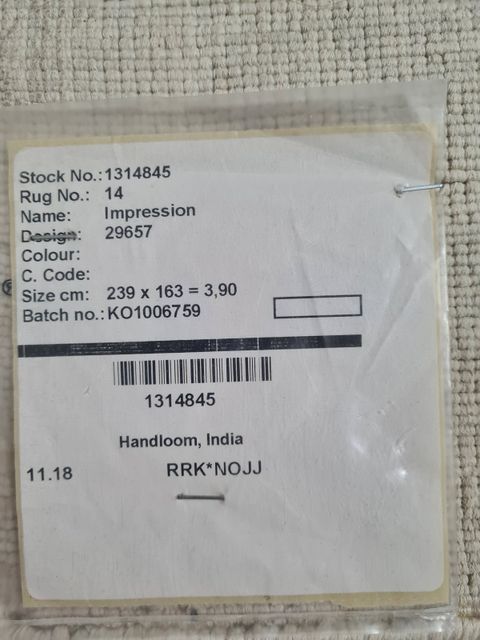 Stock No.: 1314845
Rug No.: 14
Name: Impression
Design: 29657
Colour:
C. Code:
Size cm: 239 x 163 = 3,90
Batch no.: KO1006759
1314845
Handloom, India
11.18 RRK*NOJJ